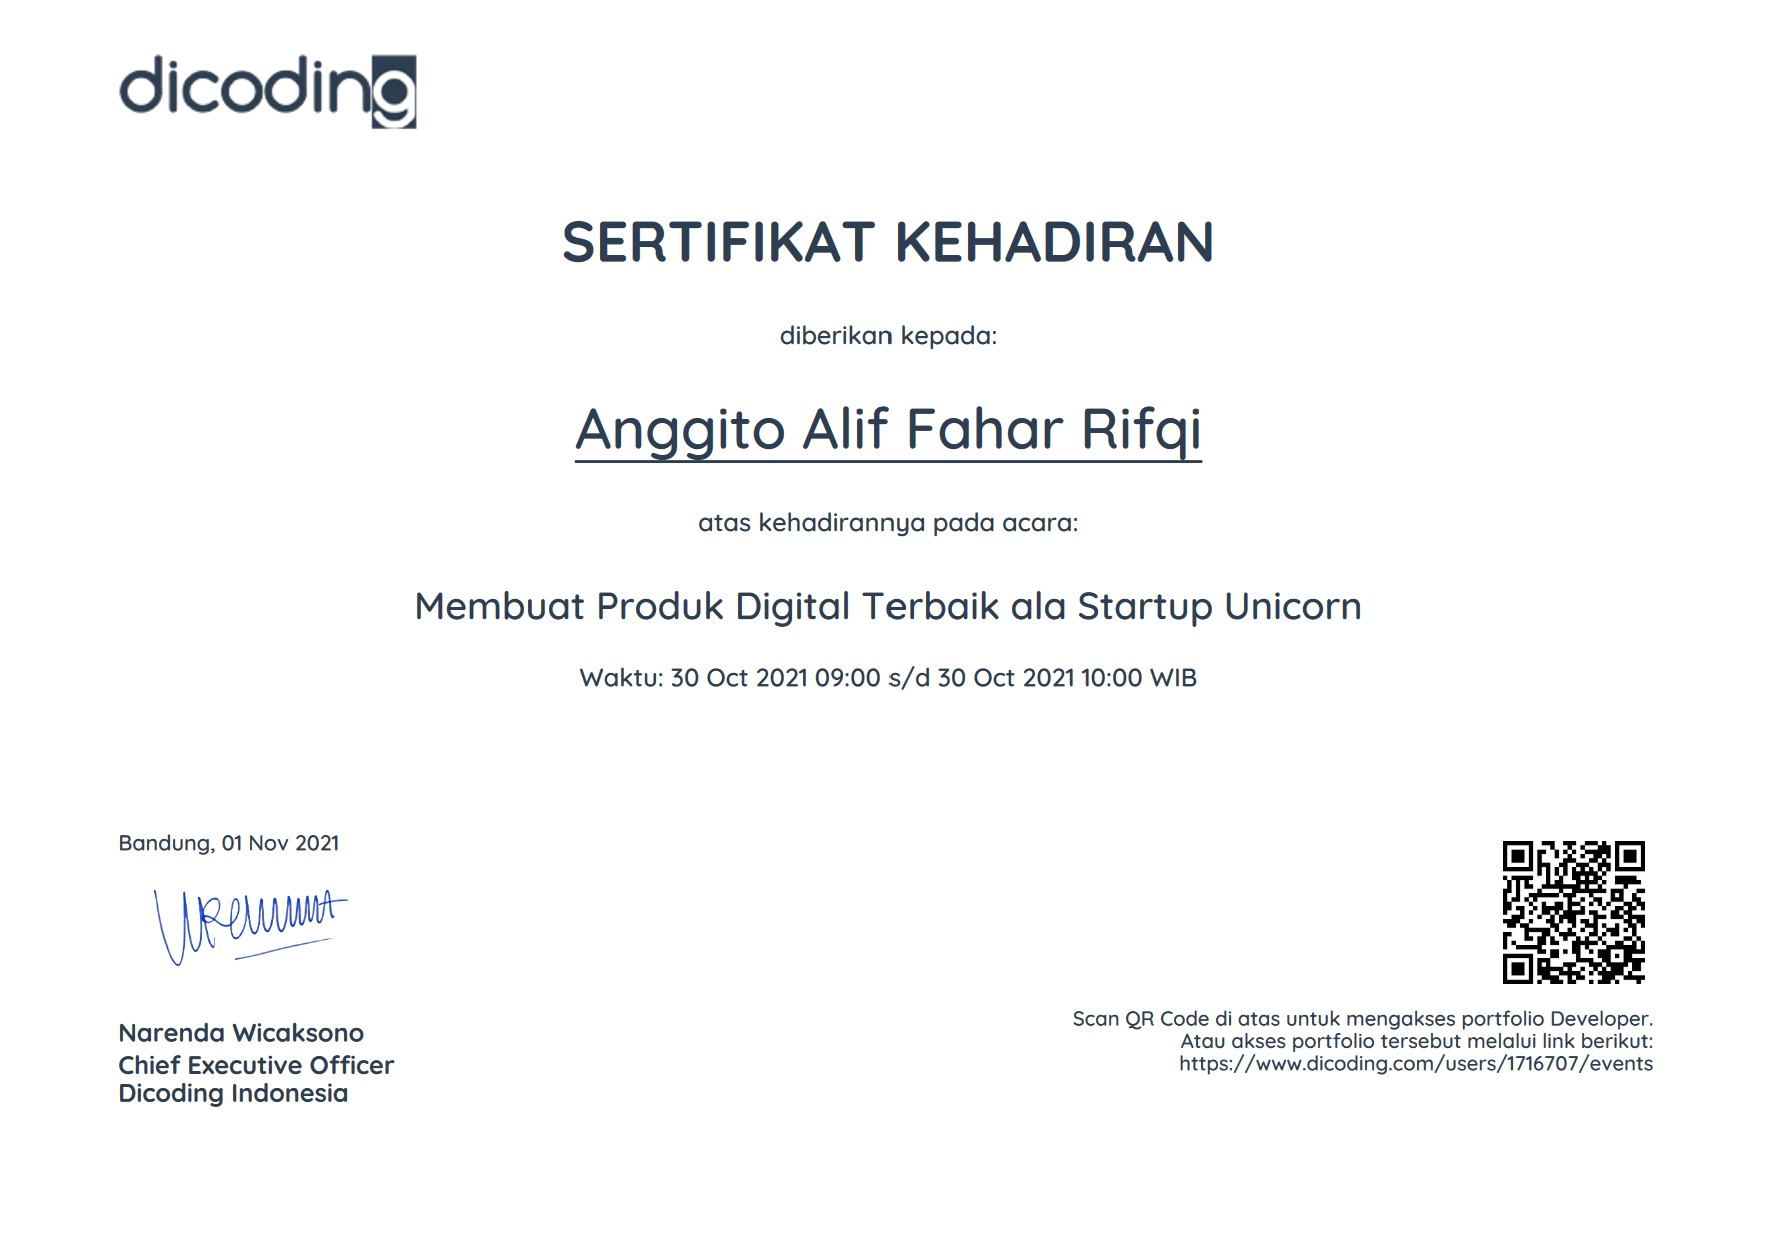 dicoding
SERTIFIKAT KEHADIRAN
diberikan kepada:
Anggito Alif Fahar Rifqi
atas kehadirannya pada acara:
Membuat Produk Digital Terbaik ala Startup Unicorn
Waktu: 30 Oct 2021 09:00 s/d 30 Oct 2021 10:00 WIB
Bandung, 01 Nov 2021
Narenda Wicaksono
Chief Executive Officer
Dicoding Indonesia
Scan QR Code di atas untuk mengakses portfolio Developer.
Atau akses portfolio tersebut melalui link berikut:
https://www.dicoding.com/users/1716707/events